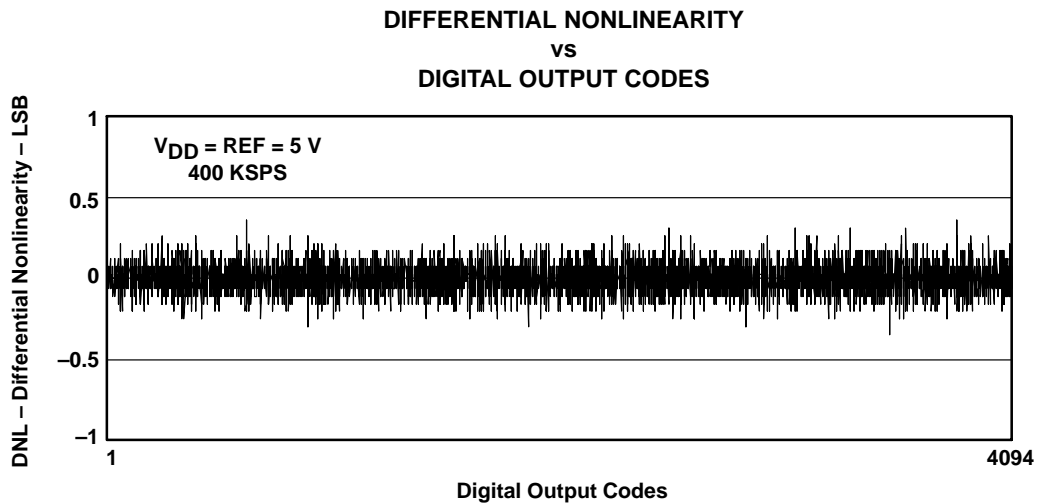 DIFFERENTIAL NONLINEARITY
vs
DIGITAL OUTPUT CODES
DNL – Differential Nonlinearity – LSB
1
VDD = REF = 5 V
400 KSPS
0.5
0
–0.5
–1
1
4094
Digital Output Codes